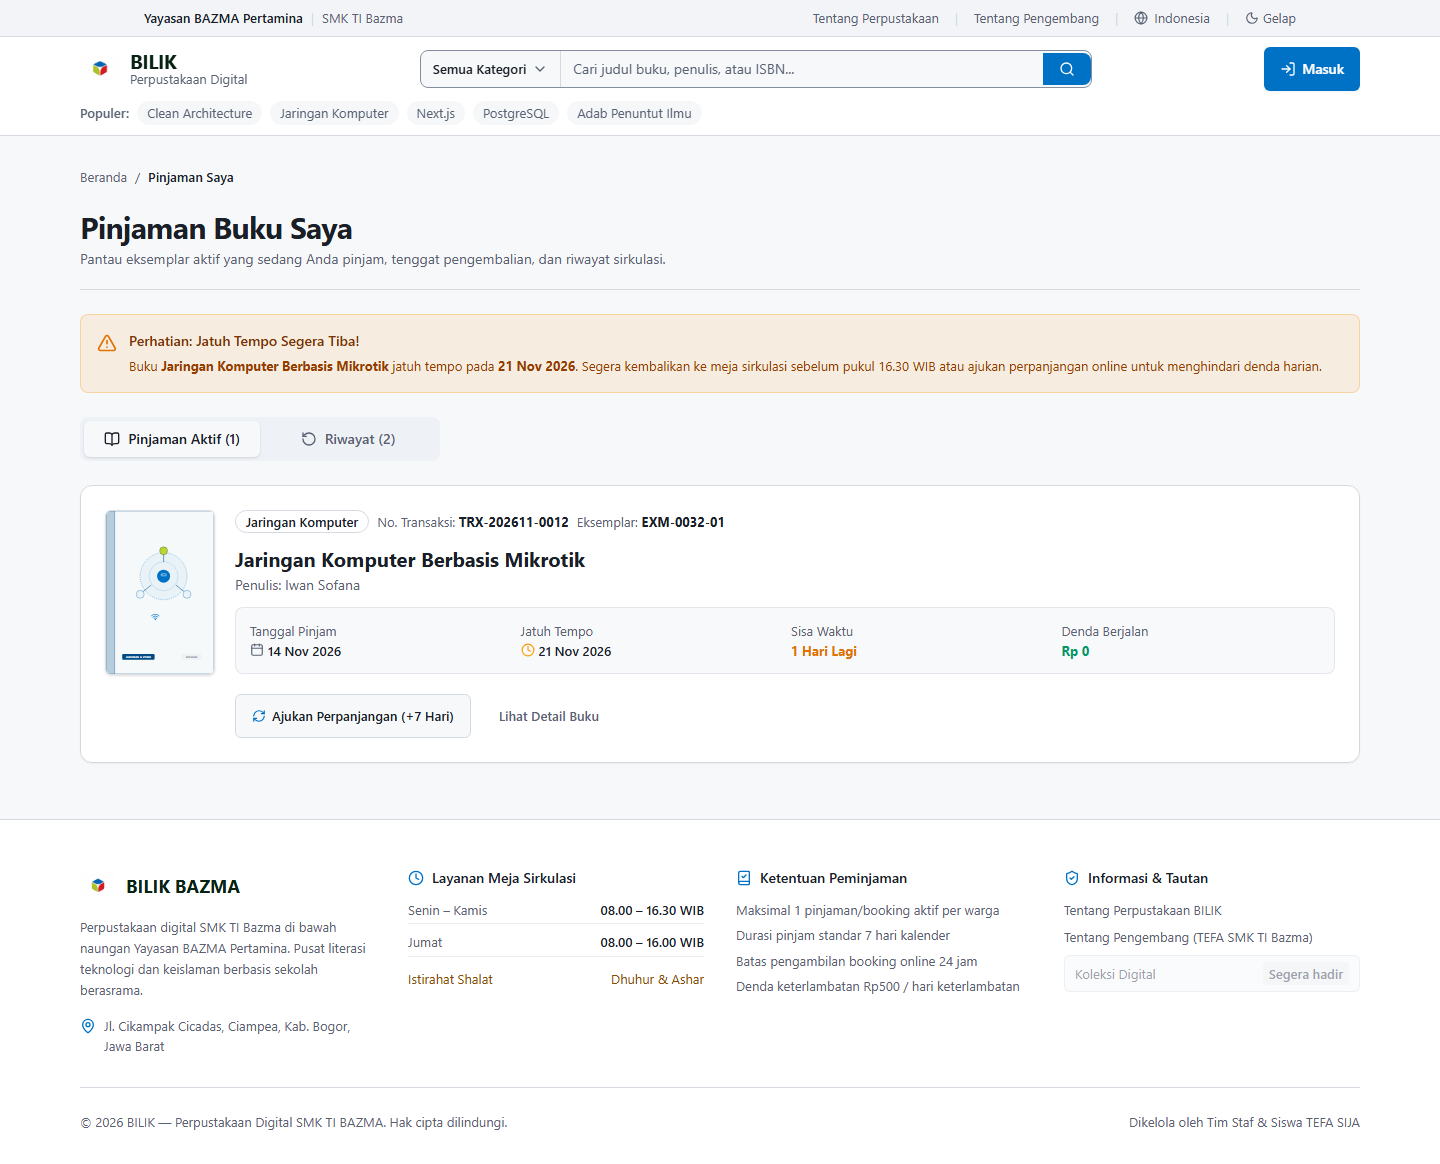 Yayasan BAZMA Pertamina | SMK TI Bazma
Tentang Perpustakaan | Tentang Pengembang | Indonesia | Gelap
BILIK
Perpustakaan Digital
Semua Kategori
Cari judul buku, penulis, atau ISBN...
Masuk
Populer: Clean Architecture Jaringan Komputer Next.js PostgreSQL Adab Penuntut Ilmu
Beranda / Pinjaman Saya
Pinjaman Buku Saya
Pantau eksemplar aktif yang sedang Anda pinjam, tenggat pengembalian, dan riwayat sirkulasi.
Perhatian: Jatuh Tempo Segera Tiba!
Buku Jaringan Komputer Berbasis Mikrotik jatuh tempo pada 21 Nov 2026. Segera kembalikan ke meja sirkulasi sebelum pukul 16.30 WIB atau ajukan perpanjangan online untuk menghindari denda harian.
Pinjaman Aktif (1)
Riwayat (2)
Jaringan Komputer No. Transaksi: TRX-202611-0012 Eksemplar: EXM-0032-01
Jaringan Komputer Berbasis Mikrotik
Penulis: Iwan Sofana
Tanggal Pinjam
14 Nov 2026
Jatuh Tempo
21 Nov 2026
Sisa Waktu
1 Hari Lagi
Denda Berjalan
Rp 0
Ajukan Perpanjangan (+7 Hari)
Lihat Detail Buku
BILIK BAZMA
Perpustakaan digital SMK TI Bazma di bawah
naungan Yayasan BAZMA Pertamina. Pusat literasi
teknologi dan keislaman berbasis sekolah
berasrama.
Jl. Cikampak Cicadas, Ciampea, Kab. Bogor,
Jawa Barat
Layanan Meja Sirkulasi
Senin – Kamis 08.00 – 16.30 WIB
Jumat 08.00 – 16.00 WIB
Istirahat Shalat Dhuhur & Ashar
Ketentuan Peminjaman
Maksimal 1 pinjaman/booking aktif per warga
Durasi pinjam standar 7 hari kalender
Batas pengambilan booking online 24 jam
Denda keterlambatan Rp500 / hari keterlambatan
Informasi & Tautan
Tentang Perpustakaan BILIK
Tentang Pengembang (TEFA SMK TI Bazma)
Koleksi Digital Segera hadir
© 2026 BILIK — Perpustakaan Digital SMK TI BAZMA. Hak cipta dilindungi.
Dikelola oleh Tim Staf & Siswa TEFA SIJA